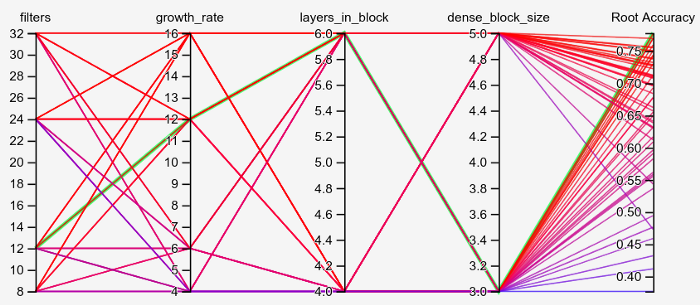 filters growth_rate layers_in_block dense_block_size Root Accuracy
32 16 6.0 5.0
30 15 5.8 4.8 0.75
28 14 5.6 4.6 0.70
26 13 5.4 4.4
24 12 5.2 4.2 0.65
22 11
20 10 5.0 4.0 0.60
18 9 4.8 3.8 0.55
16 8 4.6 3.6
14 7 4.4 3.4 0.50
12 6 4.2 3.2 0.45
10 5 0.40
8 4 4.0 3.0